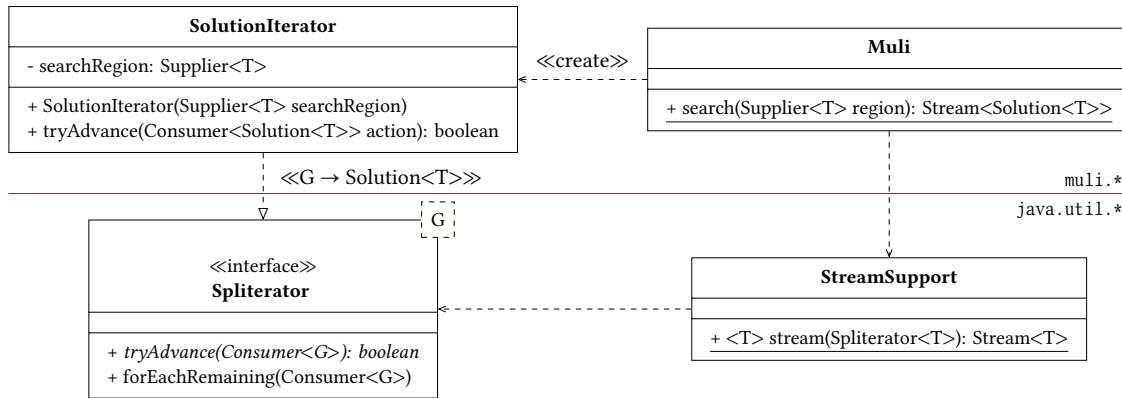 SolutionIterator
- searchRegion: Supplier<T>
+ SolutionIterator(Supplier<T> searchRegion)
+ tryAdvance(Consumer<Solution<T>> action): boolean
≪create≫
Muli
+ search(Supplier<T> region): Stream<Solution<T>>
≪G → Solution<T>≫
muli.*
java.util.*
G
≪interface≫
Spliterator
+ tryAdvance(Consumer<G>): boolean
+ forEachRemaining(Consumer<G>)
StreamSupport
+ <T> stream(Spliterator<T>): Stream<T>